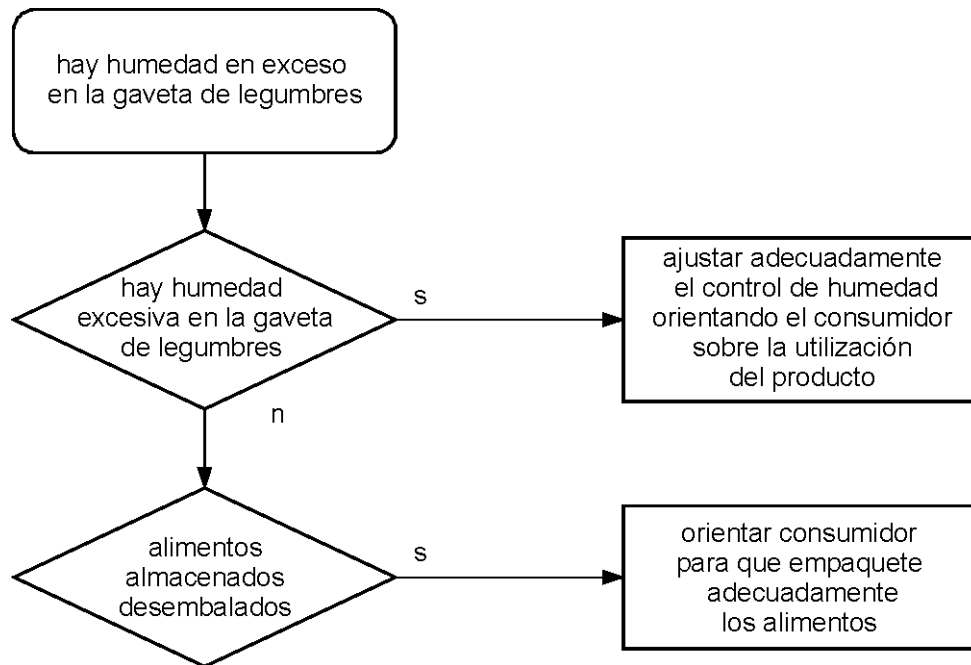 hay humedad en exceso
en la gaveta de legumbres
hay humedad
excesiva en la gaveta
de legumbres
s
ajustar adecuadamente
el control de humedad
orientando el consumidor
sobre la utilización
del producto
n
alimentos
almacenados
desembalados
s
orientar consumidor
para que empaquete
adecuadamente
los alimentos